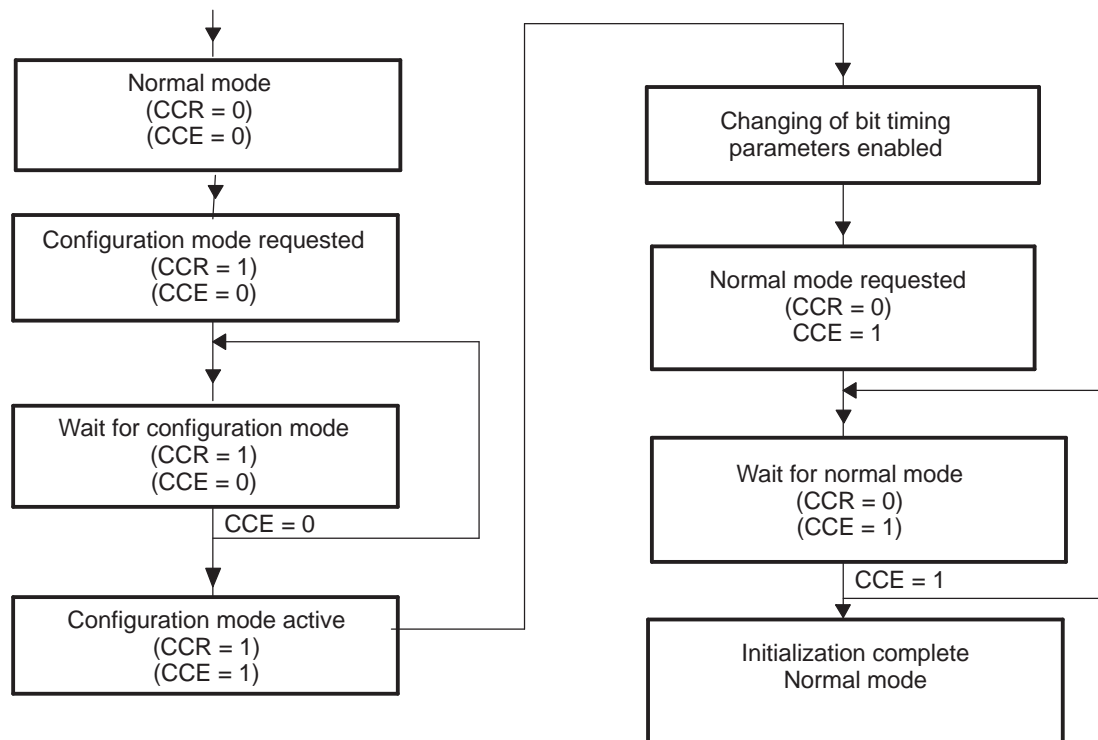 Normal mode
(CCR = 0)
(CCE = 0)
Configuration mode requested
(CCR = 1)
(CCE = 0)
Wait for configuration mode
(CCR = 1)
(CCE = 0)
CCE = 0
Configuration mode active
(CCR = 1)
(CCE = 1)
Changing of bit timing
parameters enabled
Normal mode requested
(CCR = 0)
CCE = 1
Wait for normal mode
(CCR = 0)
(CCE = 1)
CCE = 1
Initialization complete
Normal mode